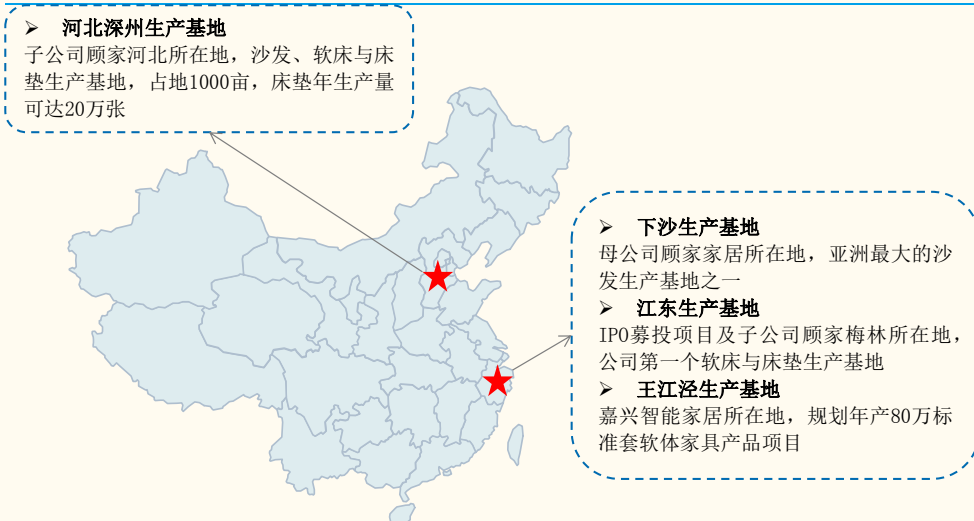 ➢ 河北深州生产基地
子公司顾家河北所在地，沙发、软床与床
垫生产基地，占地1000亩，床垫年生产量
可达20万张
➢ 下沙生产基地
母公司顾家家居所在地，亚洲最大的沙
发生产基地之一
➢ 江东生产基地
IPO募投项目及子公司顾家梅林所在地，
公司第一个软床与床垫生产基地
➢ 王江泾生产基地
嘉兴智能家居所在地，规划年产80万标
准套软体家具产品项目